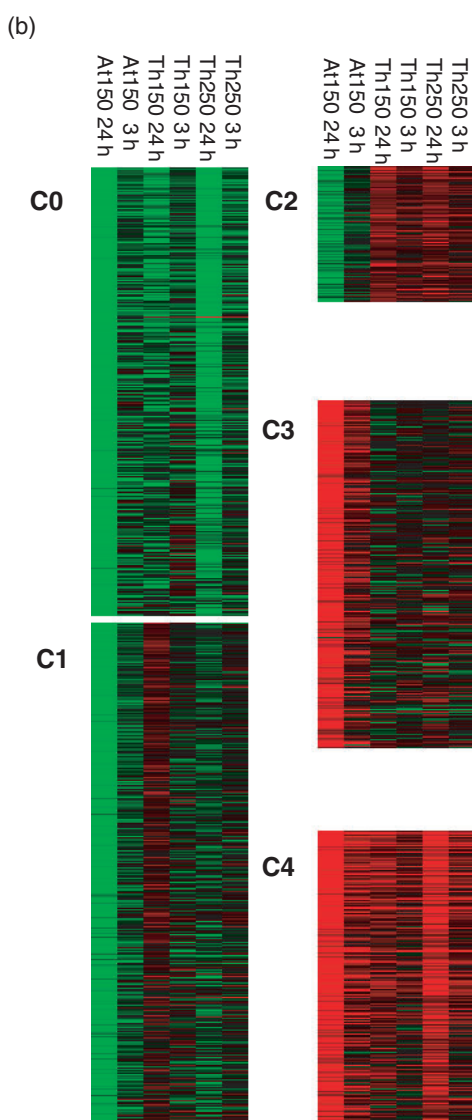 (b)
At150 24 h
At150 3 h
Th150 24 h
Th150 3 h
Th250 24 h
Th250 3 h
At150 24 h
At150 3 h
Th150 24 h
Th150 3 h
Th250 24 h
Th250 3 h
C0
C2
C3
C1
C4